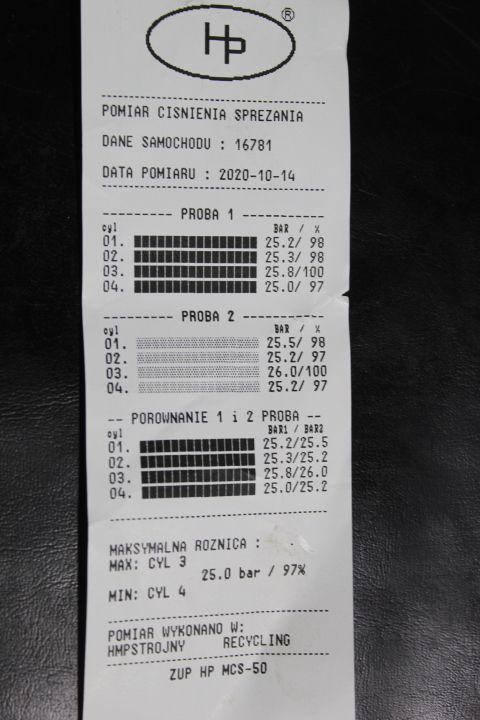 HP ®
POMIAR CISNIENIA SPREZANIA
DANE SAMOCHODU : 16781
DATA POMIARU : 2020-10-14
---------- PROBA 1 ----------
cyl BAR / %
01. 25.2/ 98
02. 25.3/ 98
03. 25.8/100
04. 25.0/ 97
---------- PROBA 2 ----------
cyl BAR / %
01. 25.5/ 98
02. 25.2/ 97
03. 26.0/100
04. 25.2/ 97
-- POROWNANIE 1 i 2 PROBA --
cyl BAR1 / BAR2
01. 25.2/25.5
02. 25.3/25.2
03. 25.8/26.0
04. 25.0/25.2
MAKSYMALNA ROZNICA :
MAX: CYL 3
25.0 bar / 97%
MIN: CYL 4
POMIAR WYKONANO W:
HMPSTROJNY RECYCLING
ZUP HP MCS-50